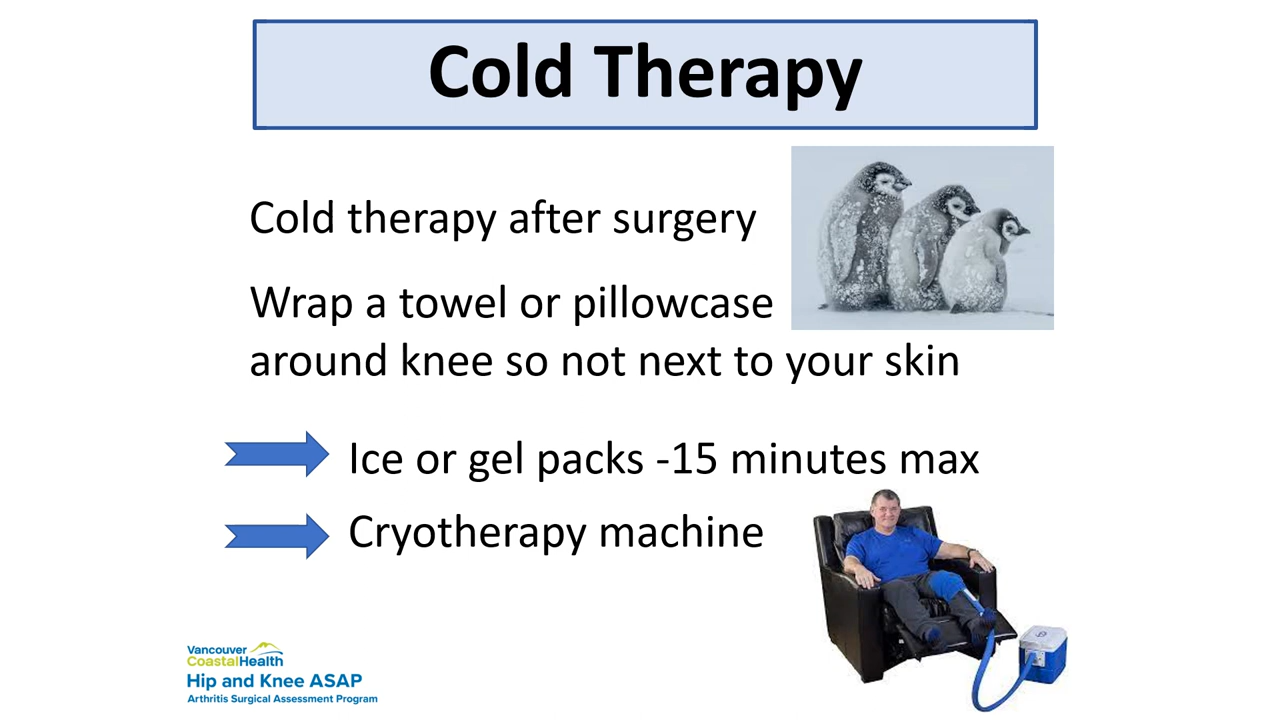 Cold Therapy
Cold therapy after surgery
Wrap a towel or pillowcase
around knee so not next to your skin
Ice or gel packs -15 minutes max
Cryotherapy machine
Vancouver
CoastalHealth
Hip and Knee ASAP
Arthritis Surgical Assessment Program